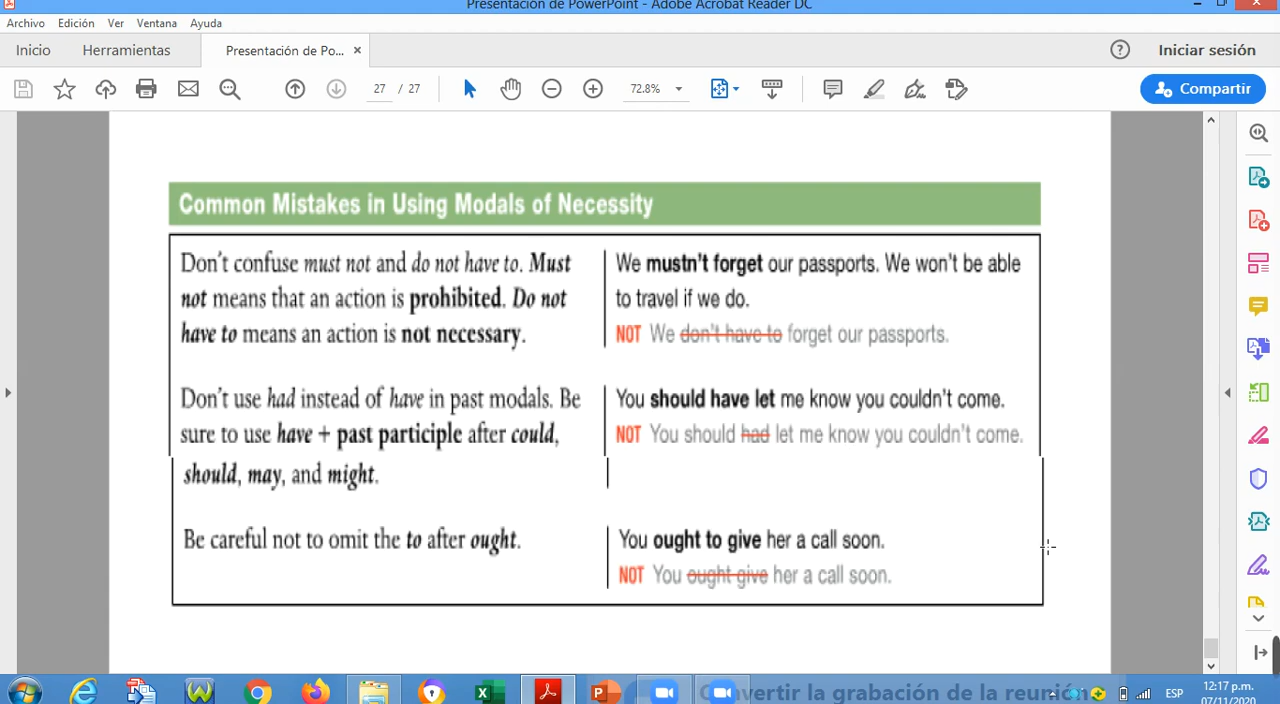 Presentación de PowerPoint - Adobe Acrobat Reader DC
Archivo Edición Ver Ventana Ayuda
Inicio Herramientas Presentación de Po... × Iniciar sesión
27 / 27 72.8% Compartir
Common Mistakes in Using Modals of Necessity
Don't confuse must not and do not have to. Must
not means that an action is prohibited. Do not
have to means an action is not necessary.
We mustn't forget our passports. We won't be able
to travel if we do.
NOT We don't have to forget our passports.
Don't use had instead of have in past modals. Be
sure to use have + past participle after could,
should, may, and might.
You should have let me know you couldn't come.
NOT You should had let me know you couldn't come.
Be careful not to omit the to after ought.
You ought to give her a call soon.
NOT You ought give her a call soon.
Convertir la grabación de la reunión
ESP
12:17 p.m.
07/11/2020